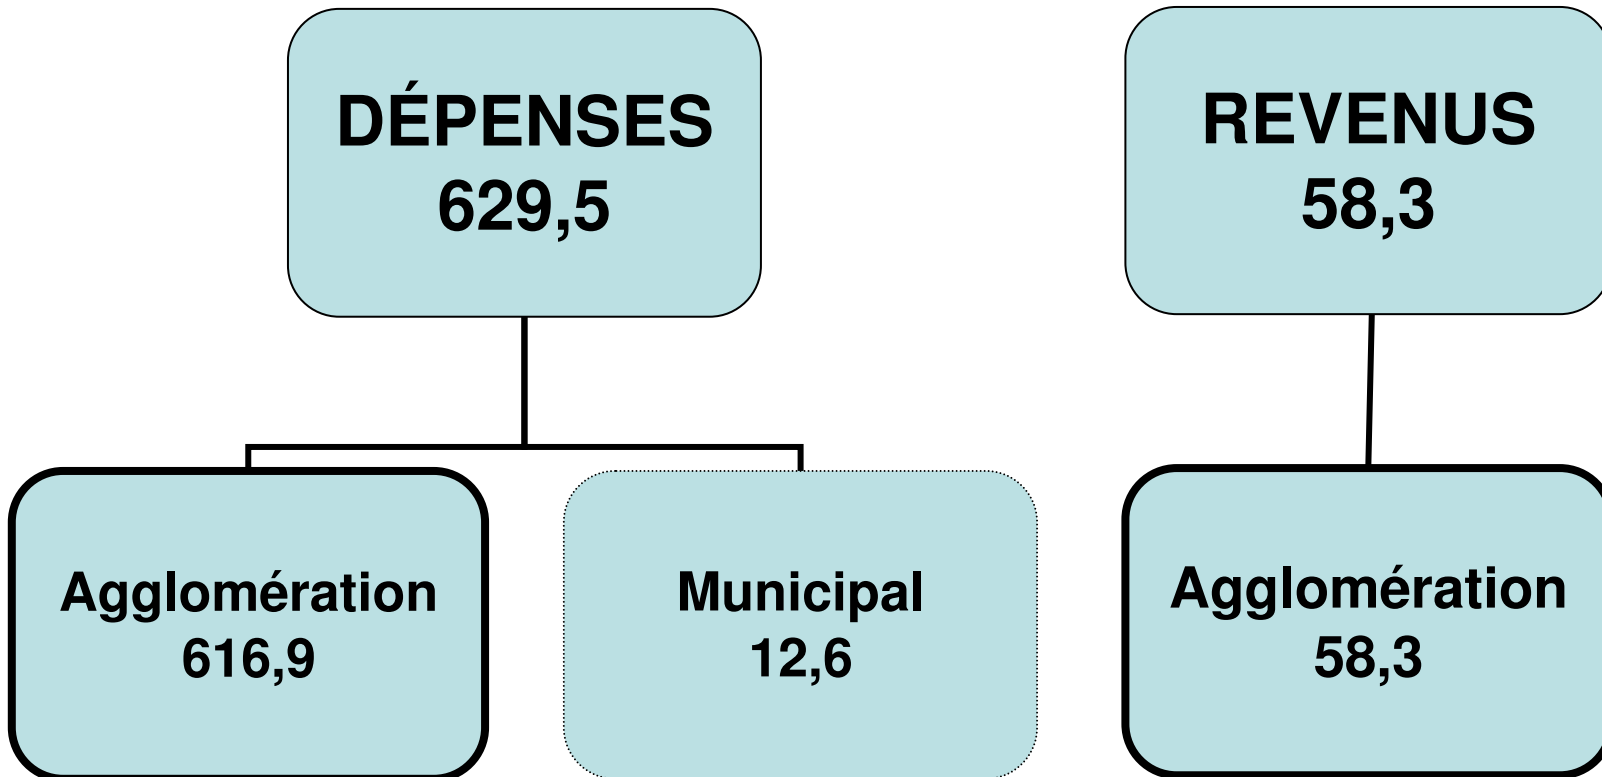 DÉPENSES
629,5
REVENUS
58,3
Agglomération
616,9
Municipal
12,6
Agglomération
58,3